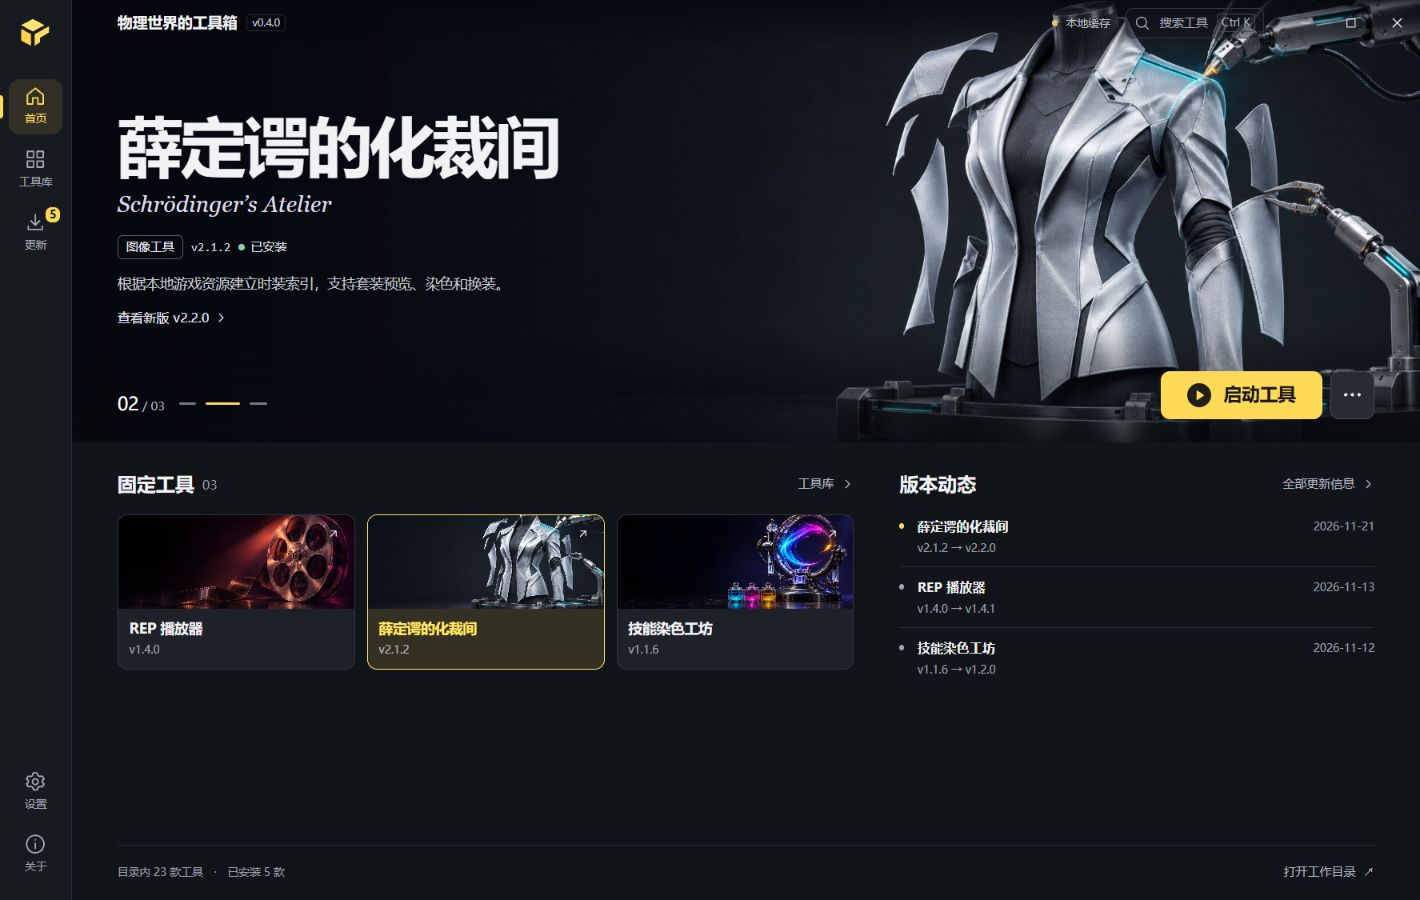 物理世界的工具箱 v0.4.0
本地缓存
搜索工具 Ctrl K
首页
工具库
5
更新
设置
关于
薛定谔的化裁间
Schrödinger’s Atelier
图像工具 v2.1.2 已安装
根据本地游戏资源建立时装索引，支持套装预览、染色和换装。
查看新版 v2.2.0
02 / 03
启动工具
固定工具 03
工具库
REP 播放器
v1.4.0
薛定谔的化裁间
v2.1.2
技能染色工坊
v1.1.6
版本动态
全部更新信息
薛定谔的化裁间 2026-11-21
v2.1.2 → v2.2.0
REP 播放器 2026-11-13
v1.4.0 → v1.4.1
技能染色工坊 2026-11-12
v1.1.6 → v1.2.0
目录内 23 款工具 · 已安装 5 款
打开工作目录